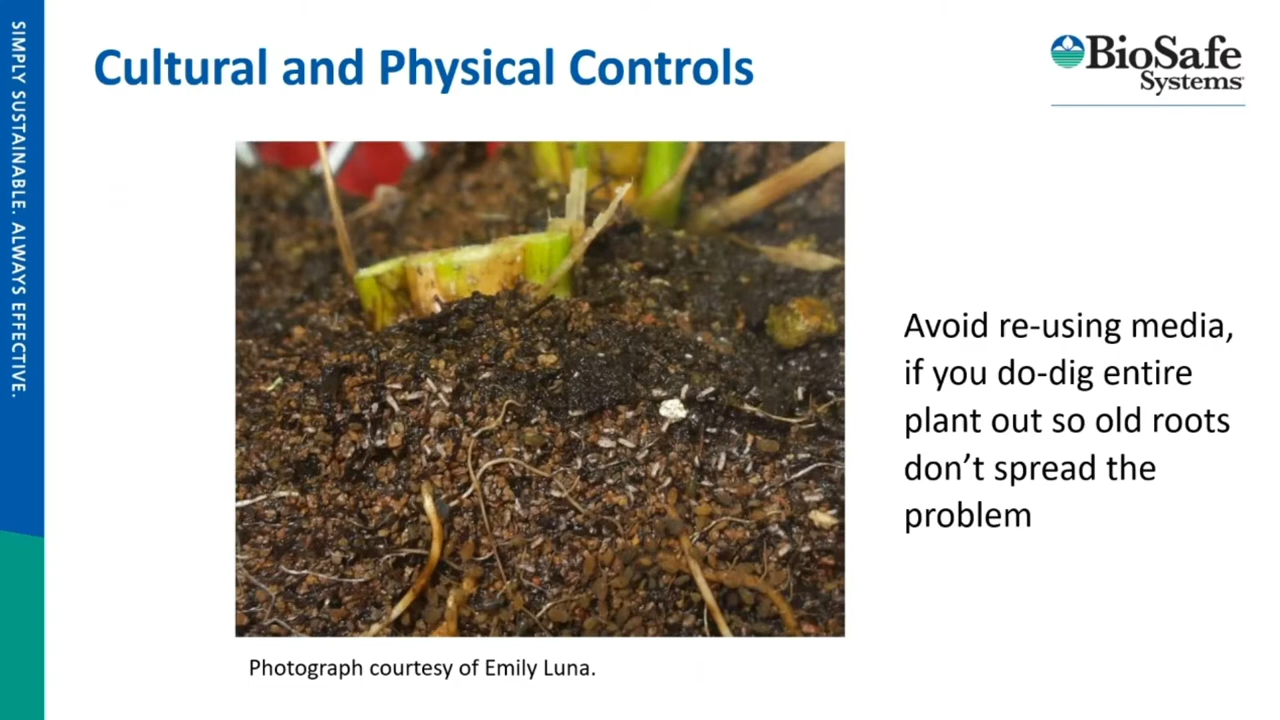 SIMPLY SUSTAINABLE. ALWAYS EFFECTIVE.
Cultural and Physical Controls
BioSafe
Systems
Avoid re-using media,
if you do-dig entire
plant out so old roots
don’t spread the
problem
Photograph courtesy of Emily Luna.